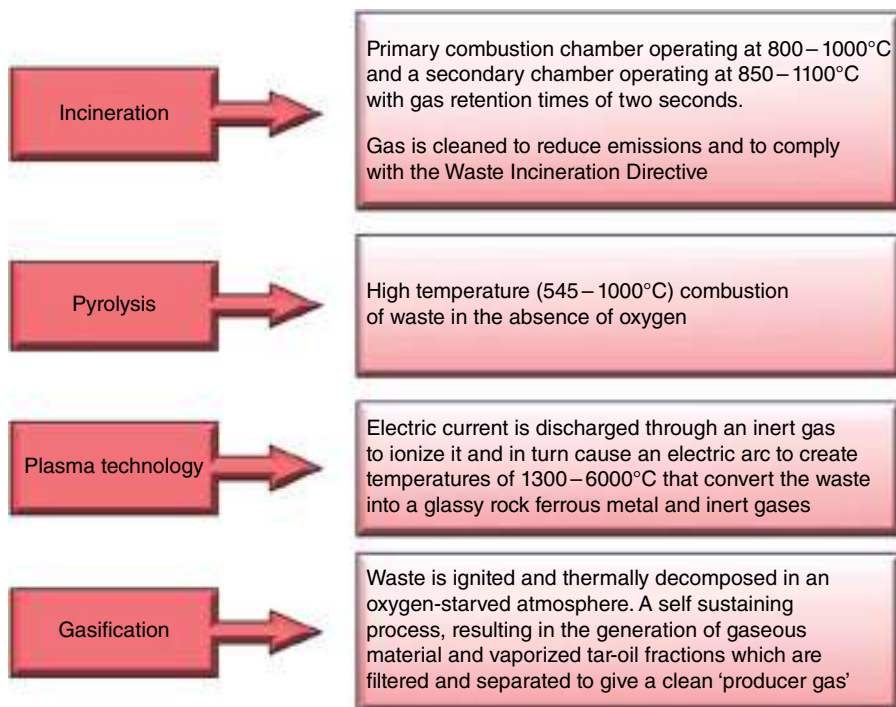 Incineration
Primary combustion chamber operating at 800–1000°C
and a secondary chamber operating at 850–1100°C
with gas retention times of two seconds.
Gas is cleaned to reduce emissions and to comply
with the Waste Incineration Directive
Pyrolysis
High temperature (545–1000°C) combustion
of waste in the absence of oxygen
Plasma technology
Electric current is discharged through an inert gas
to ionize it and in turn cause an electric arc to create
temperatures of 1300–6000°C that convert the waste
into a glassy rock ferrous metal and inert gases
Gasification
Waste is ignited and thermally decomposed in an
oxygen-starved atmosphere. A self sustaining
process, resulting in the generation of gaseous
material and vaporized tar-oil fractions which are
filtered and separated to give a clean ‘producer gas’